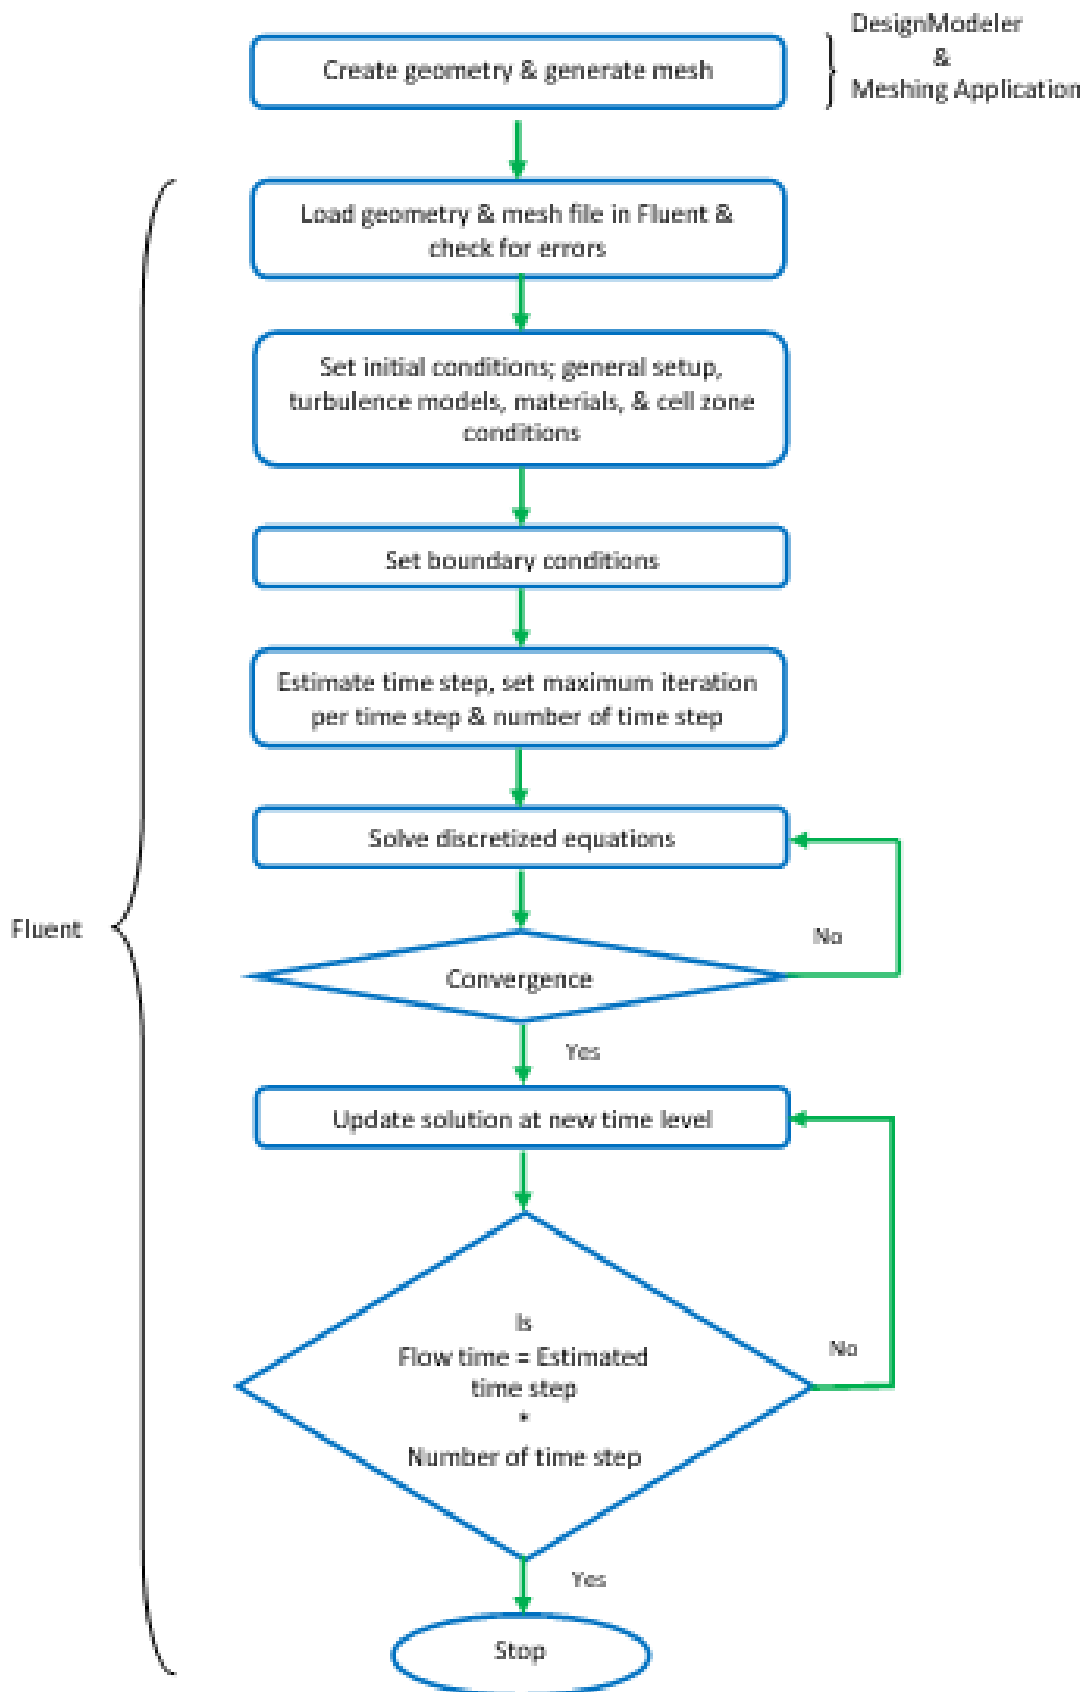 DesignModeler
&
Meshing Application
Create geometry & generate mesh
Load geometry & mesh file in Fluent &
check for errors
Set initial conditions; general setup,
turbulence models, materials, & cell zone
conditions
Set boundary conditions
Estimate time step, set maximum iteration
per time step & number of time step
Solve discretized equations
Fluent
No
Convergence
Yes
Update solution at new time level
Is
Flow time = Estimated
time step
*
Number of time step
No
Yes
Stop